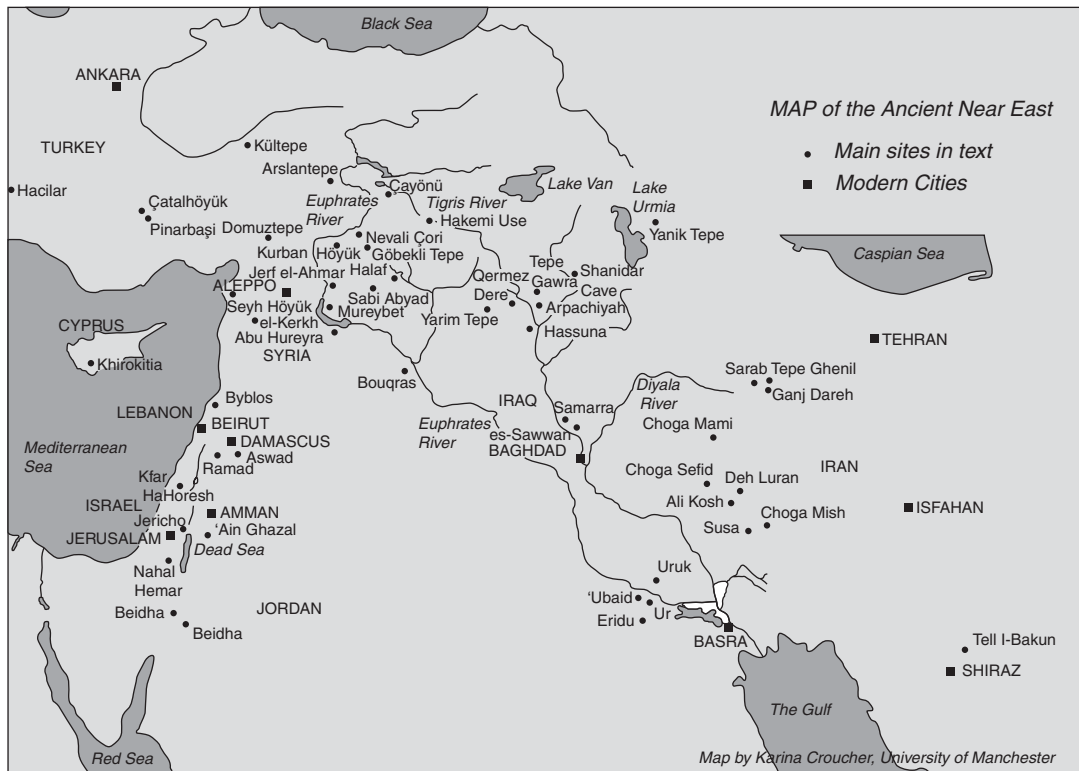 Black Sea
ANKARA
MAP of the Ancient Near East
Main sites in text
Modern Cities
TURKEY
Kültepe
Arslantepe
Hacilar
Çayönü
Lake Van
Lake
Urmia
Euphrates
River
Tigris River
Çatalhöyük
Pinarbaşi
Domuztepe
Hakemi Use
Yanik Tepe
Nevali Çori
Kurban Höyük
Göbekli Tepe
Caspian Sea
Jerf el-Ahmar
Halaf
Tepe
Gawra
Shanidar
Cave
Qermez
Dere
ALEPPO
Sabi Abyad
Arpachiyah
Seyh Höyük
Mureybet
Yarim Tepe
el-Kerkh
Hassuna
CYPRUS
Abu Hureyra
SYRIA
TEHRAN
Khirokitia
Bouqras
Sarab
Tepe Ghenil
Ganj Dareh
Diyala
River
Byblos
LEBANON
IRAQ
Samarra
Choga Mami
BEIRUT
Euphrates
River
es-Sawwan
BAGHDAD
Mediterranean
Sea
DAMASCUS
Ramad
Aswad
Choga Sefid
Deh Luran
IRAN
Kfar
HaHoresh
Ali Kosh
ISRAEL
AMMAN
Choga Mish
ISFAHAN
Jericho
'Ain Ghazal
Susa
JERUSALAM
Dead Sea
Nahal
Hemar
Uruk
'Ubaid
Ur
Beidha
JORDAN
Eridu
Beidha
BASRA
Tell I-Bakun
SHIRAZ
The Gulf
Red Sea
Map by Karina Croucher, University of Manchester